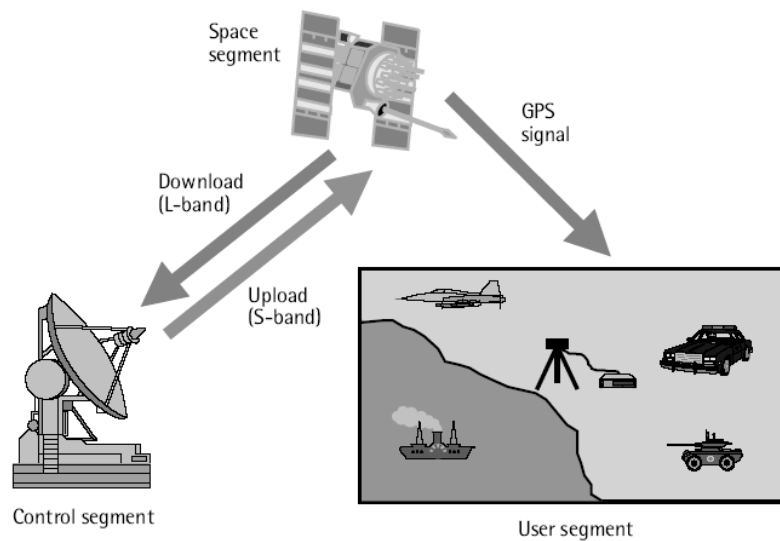 Space
segment
GPS
signal
Download
(L-band)
Upload
(S-band)
Control segment
User segment